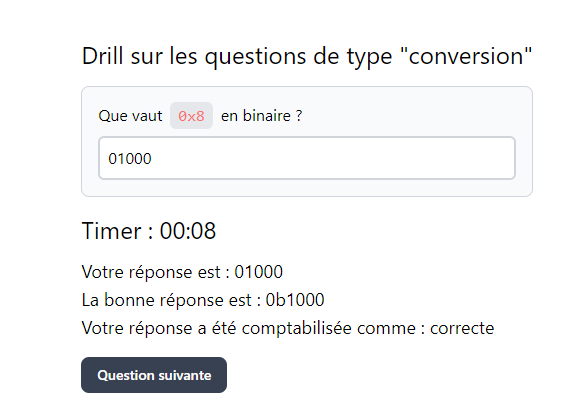 Drill sur les questions de type "conversion"
Que vaut 0x8 en binaire ?
01000
Timer : 00:08
Votre réponse est : 01000
La bonne réponse est : 0b1000
Votre réponse a été comptabilisée comme : correcte
Question suivante